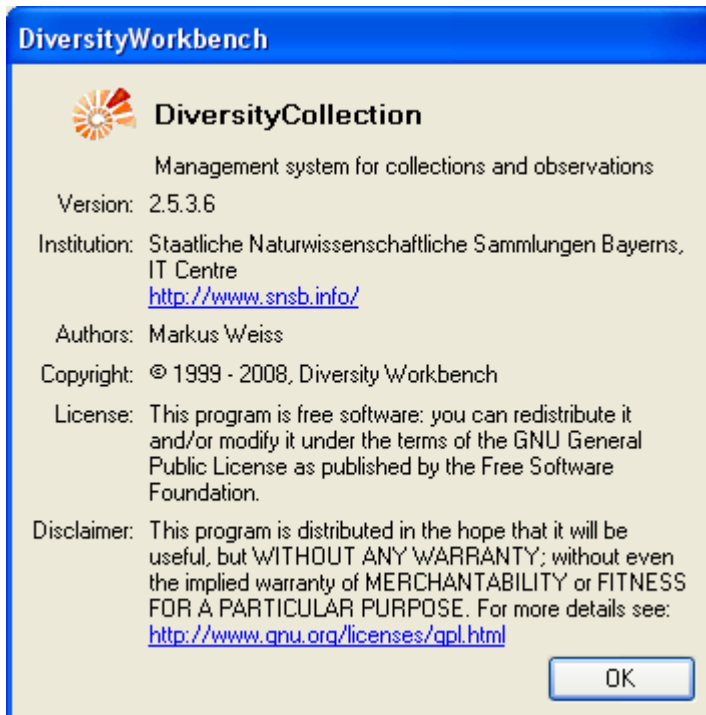 DiversityWorkbench
DiversityCollection
Management system for collections and observations
Version: 2.5.3.6
Institution: Staatliche Naturwissenschaftliche Sammlungen Bayerns,
IT Centre
http://www.snsb.info/
Authors: Markus Weiss
Copyright: © 1999 - 2008, Diversity Workbench
License: This program is free software: you can redistribute it
and/or modify it under the terms of the GNU General
Public License as published by the Free Software
Foundation.
Disclaimer: This program is distributed in the hope that it will be
useful, but WITHOUT ANY WARRANTY; without even
the implied warranty of MERCHANTABILITY or FITNESS
FOR A PARTICULAR PURPOSE. For more details see:
http://www.gnu.org/licenses/gpl.html
OK